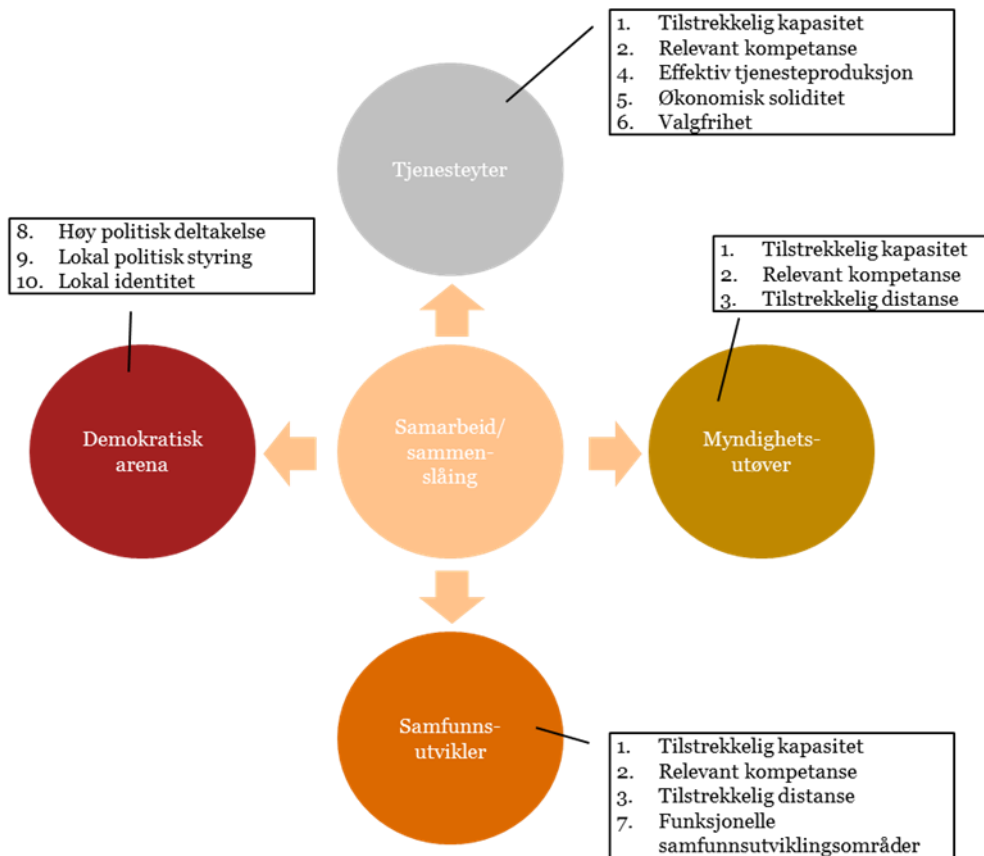 1. Tilstrekkelig kapasitet
2. Relevant kompetanse
4. Effektiv tjenesteproduksjon
5. Økonomisk soliditet
6. Valgfrihet
Tjenesteyter
8. Høy politisk deltakelse
9. Lokal politisk styring
10. Lokal identitet
1. Tilstrekkelig kapasitet
2. Relevant kompetanse
3. Tilstrekkelig distanse
Demokratisk
arena
Samarbeid/
sammen-
slåing
Myndighets-
utøver
Samfunns-
utvikler
1. Tilstrekkelig kapasitet
2. Relevant kompetanse
3. Tilstrekkelig distanse
7. Funksjonelle
samfunnsutviklingsområder